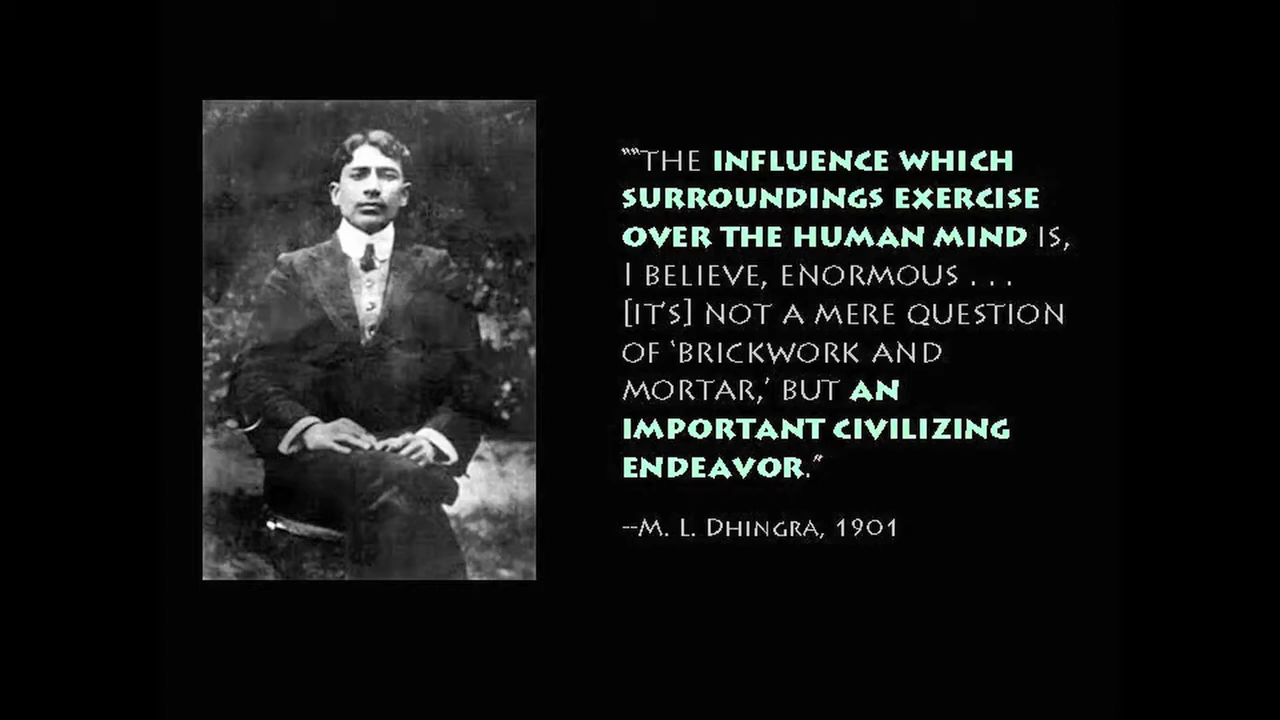 """THE INFLUENCE WHICH
SURROUNDINGS EXERCISE
OVER THE HUMAN MIND IS,
I BELIEVE, ENORMOUS . . .
[IT'S] NOT A MERE QUESTION
OF 'BRICKWORK AND
MORTAR,' BUT AN
IMPORTANT CIVILIZING
ENDEAVOR."
--M. L. DHINGRA, 1901